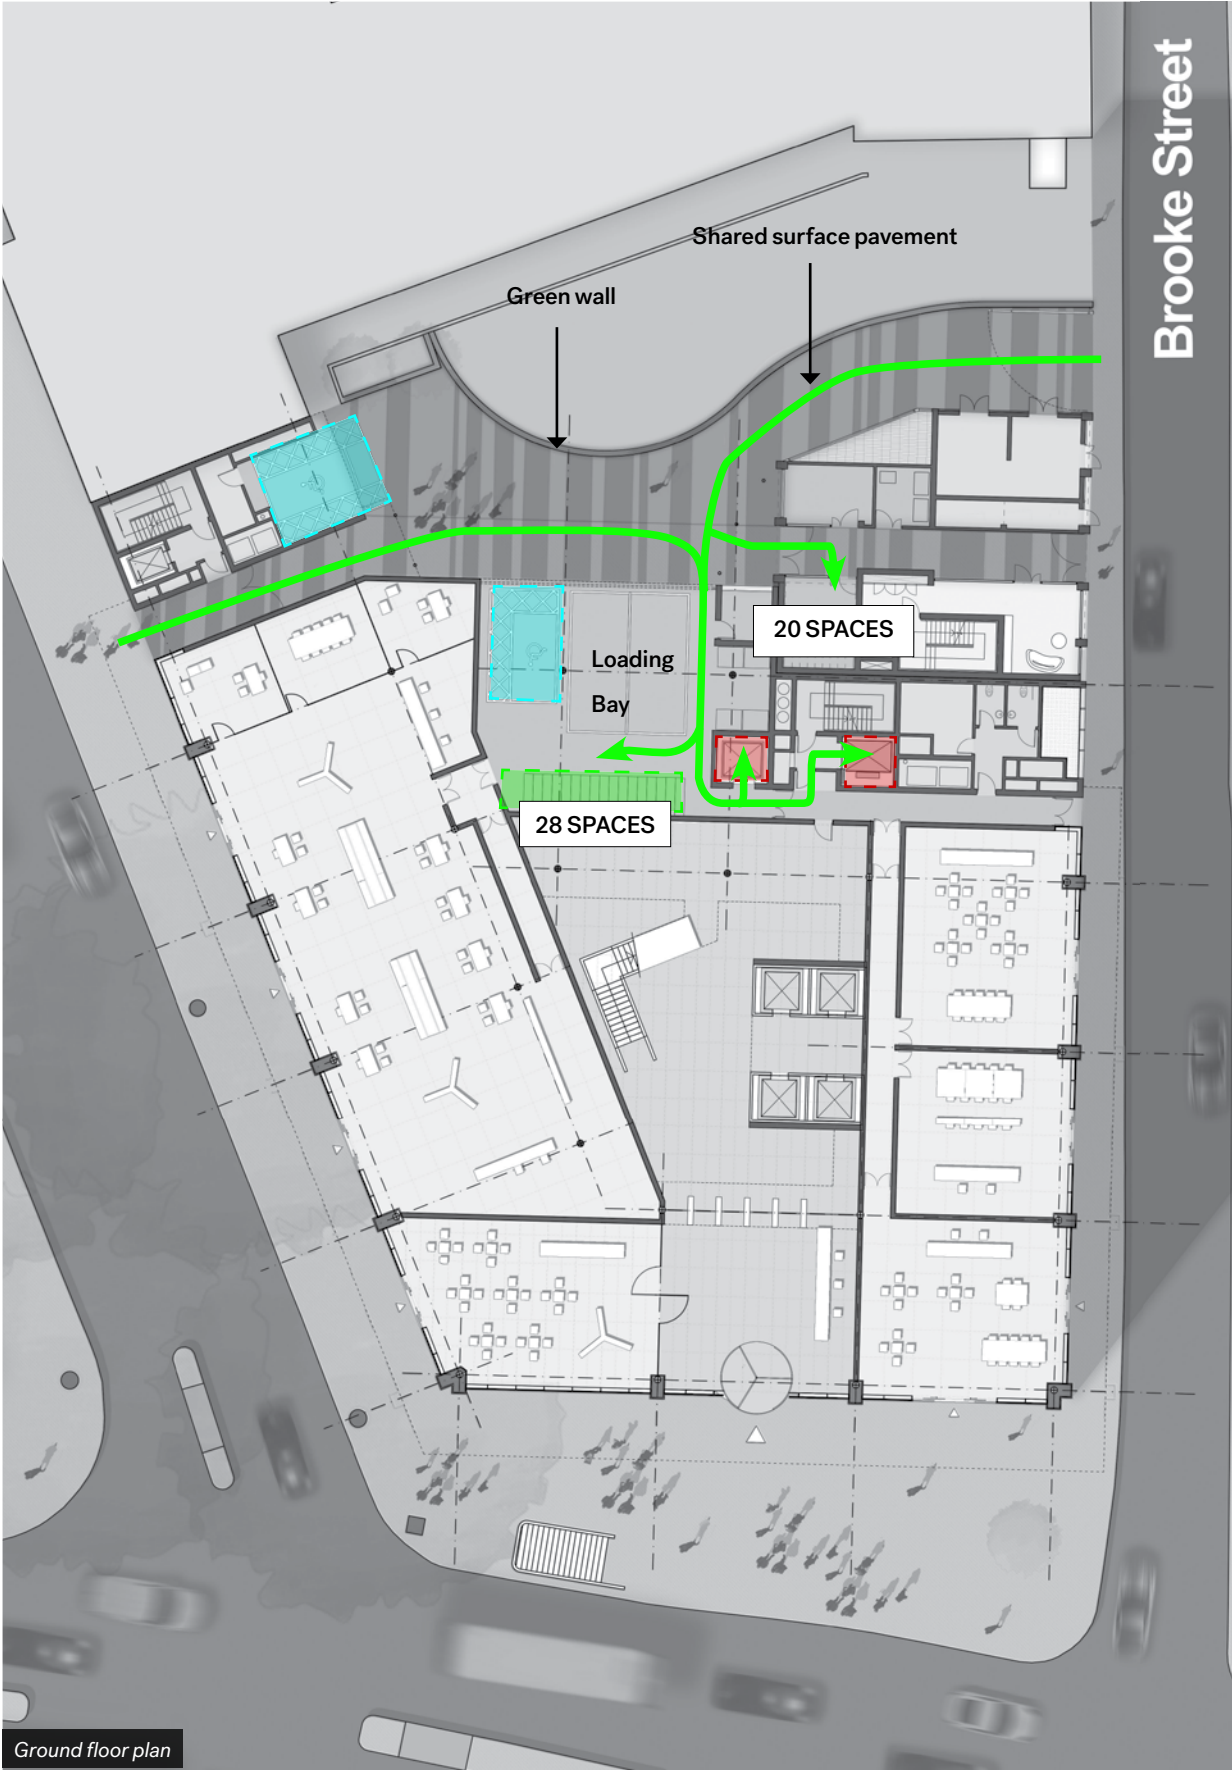 Brooke Street
Shared surface pavement
Green wall
20 SPACES
Loading
Bay
28 SPACES
Ground floor plan